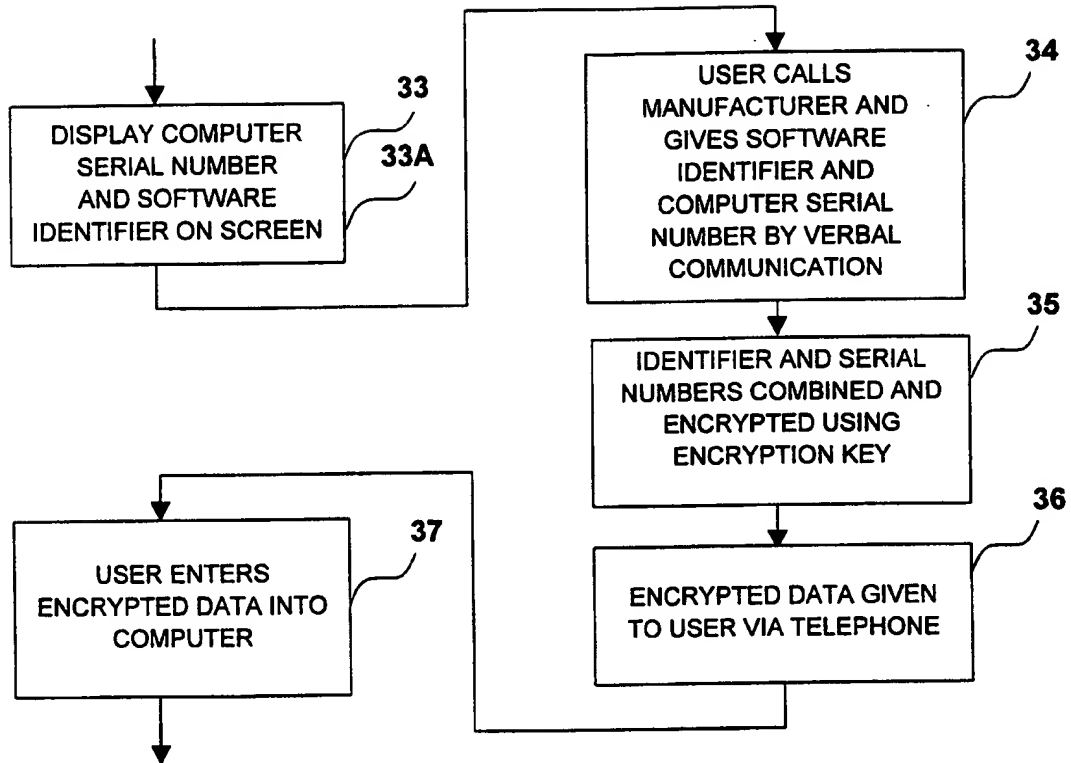 33
33A
DISPLAY COMPUTER
SERIAL NUMBER
AND SOFTWARE
IDENTIFIER ON SCREEN
34
USER CALLS
MANUFACTURER AND
GIVES SOFTWARE
IDENTIFIER AND
COMPUTER SERIAL
NUMBER BY VERBAL
COMMUNICATION
35
IDENTIFIER AND SERIAL
NUMBERS COMBINED AND
ENCRYPTED USING
ENCRYPTION KEY
36
ENCRYPTED DATA GIVEN
TO USER VIA TELEPHONE
37
USER ENTERS
ENCRYPTED DATA INTO
COMPUTER